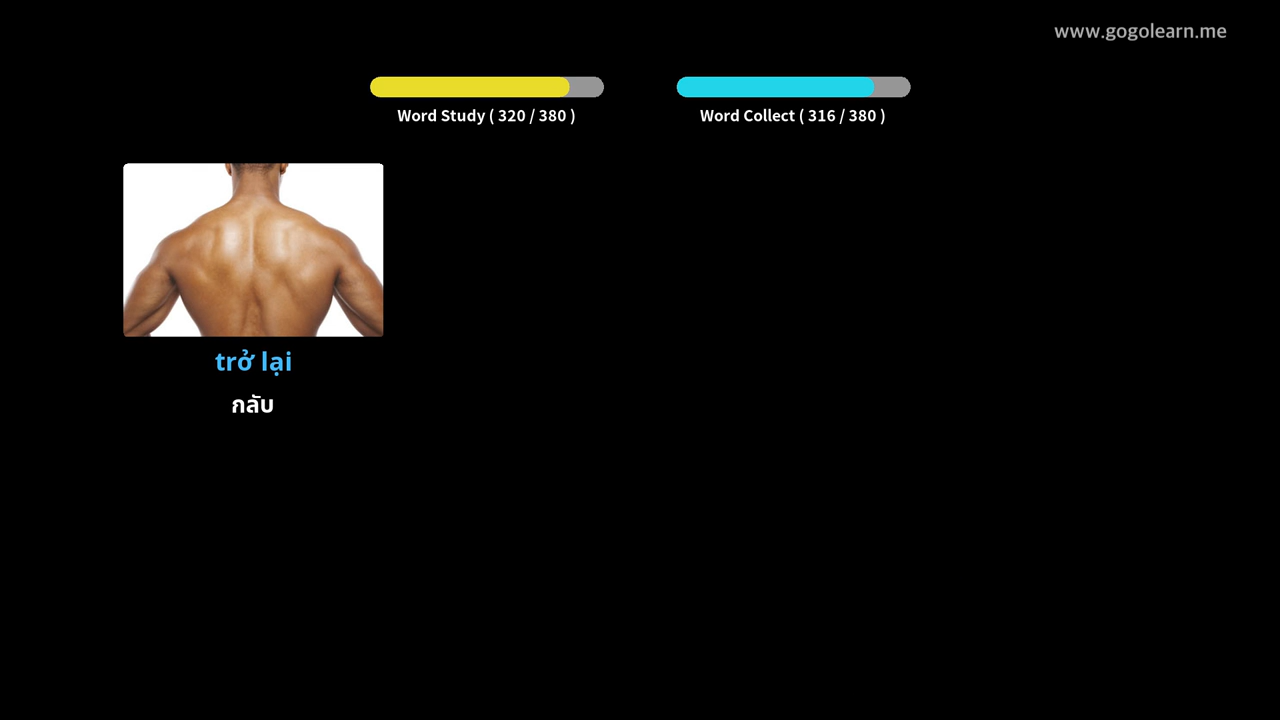 www.gogolearn.me
Word Study ( 320 / 380 )
Word Collect ( 316 / 380 )
trở lại
กลับ